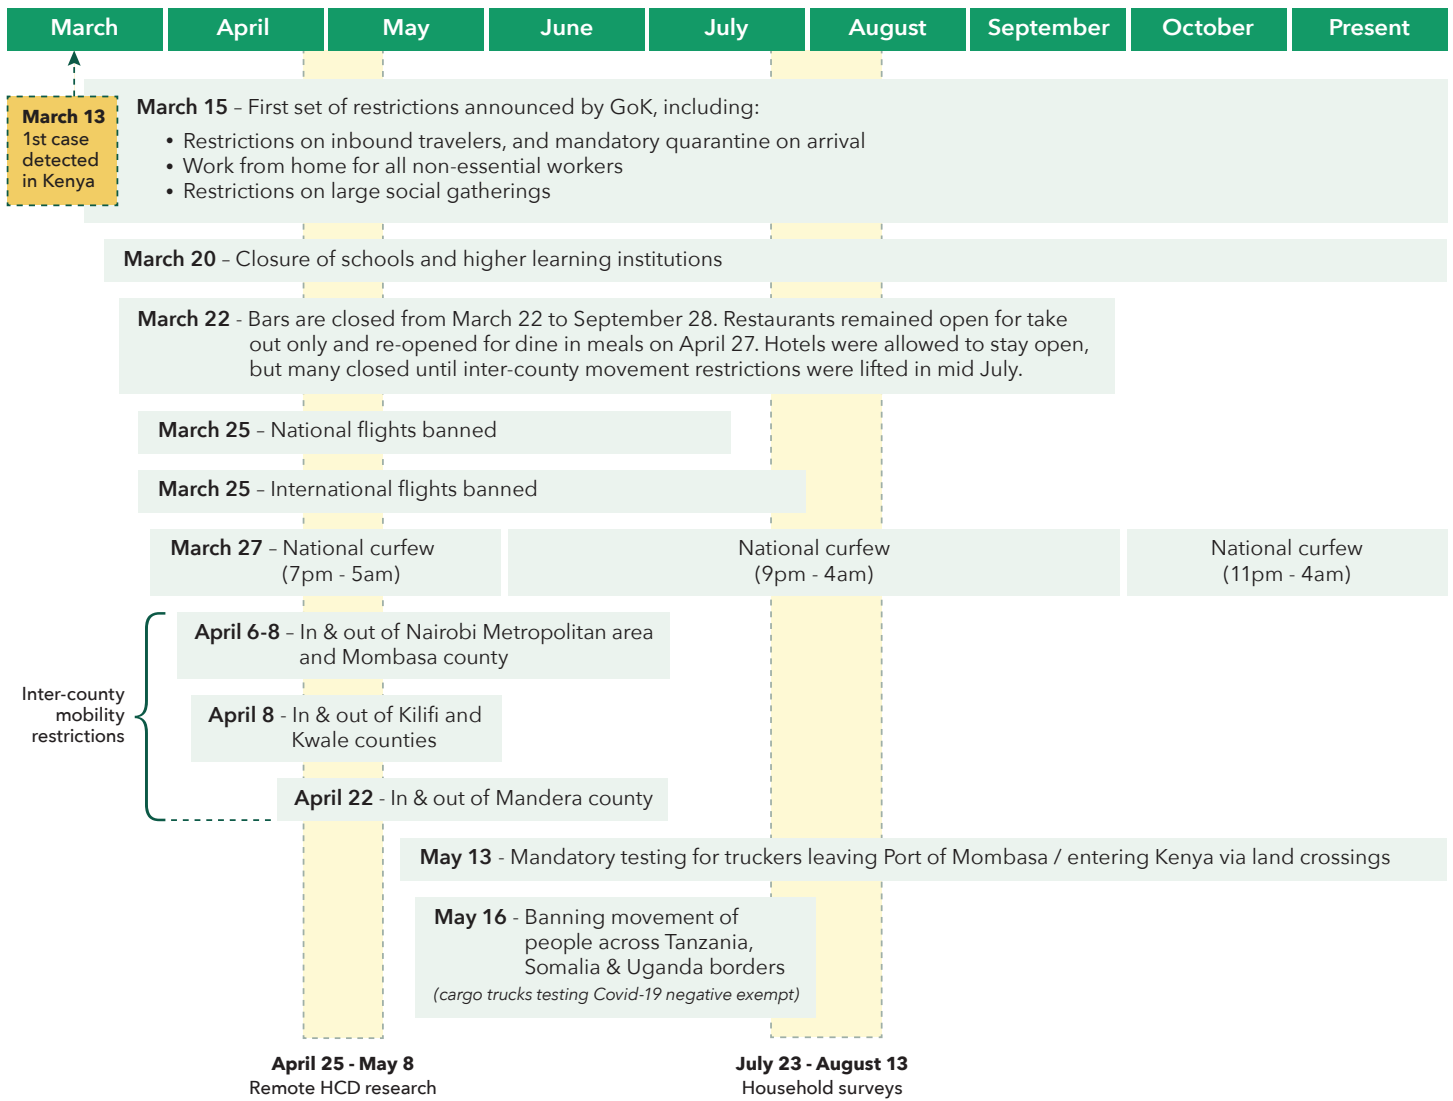 March
April
May
June
July
August
September
October
Present
March 13
1st case
detected
in Kenya
March 15 – First set of restrictions announced by GoK, including:
• Restrictions on inbound travelers, and mandatory quarantine on arrival
• Work from home for all non-essential workers
• Restrictions on large social gatherings
March 20 – Closure of schools and higher learning institutions
March 22 - Bars are closed from March 22 to September 28. Restaurants remained open for take
out only and re-opened for dine in meals on April 27. Hotels were allowed to stay open,
but many closed until inter-county movement restrictions were lifted in mid July.
March 25 – National flights banned
March 25 – International flights banned
March 27 – National curfew
(7pm - 5am)
National curfew
(9pm - 4am)
National curfew
(11pm - 4am)
Inter-county
mobility
restrictions
April 6-8 – In & out of Nairobi Metropolitan area
and Mombasa county
April 8 - In & out of Kilifi and
Kwale counties
April 22 - In & out of Mandera county
May 13 - Mandatory testing for truckers leaving Port of Mombasa / entering Kenya via land crossings
May 16 - Banning movement of
people across Tanzania,
Somalia & Uganda borders
(cargo trucks testing Covid-19 negative exempt)
April 25 - May 8
Remote HCD research
July 23 - August 13
Household surveys